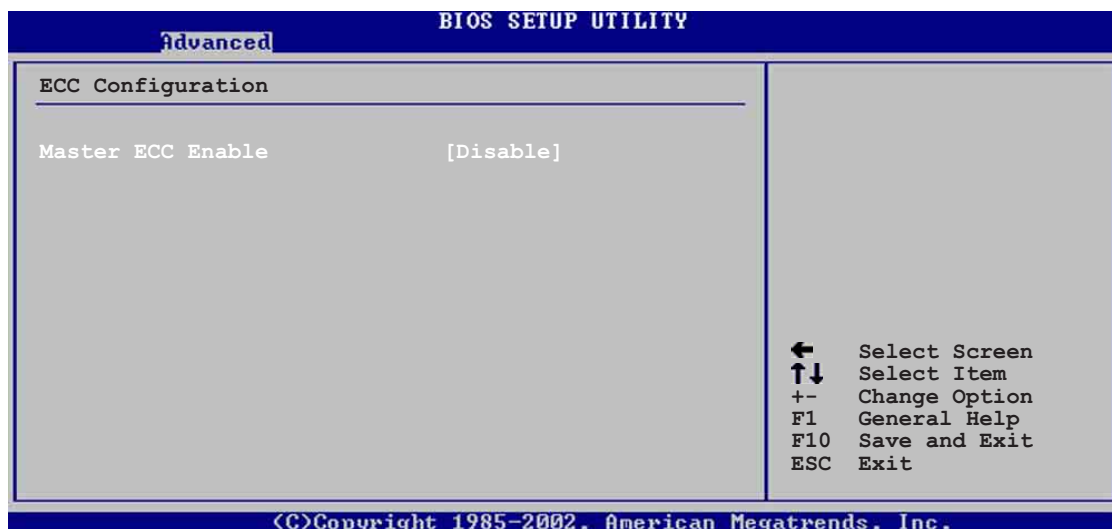 BIOS SETUP UTILITY
Advanced
ECC Configuration
Master ECC Enable [Disable]
← Select Screen
↑↓ Select Item
+- Change Option
F1 General Help
F10 Save and Exit
ESC Exit
(C)Copyright 1985-2002, American Megatrends, Inc.